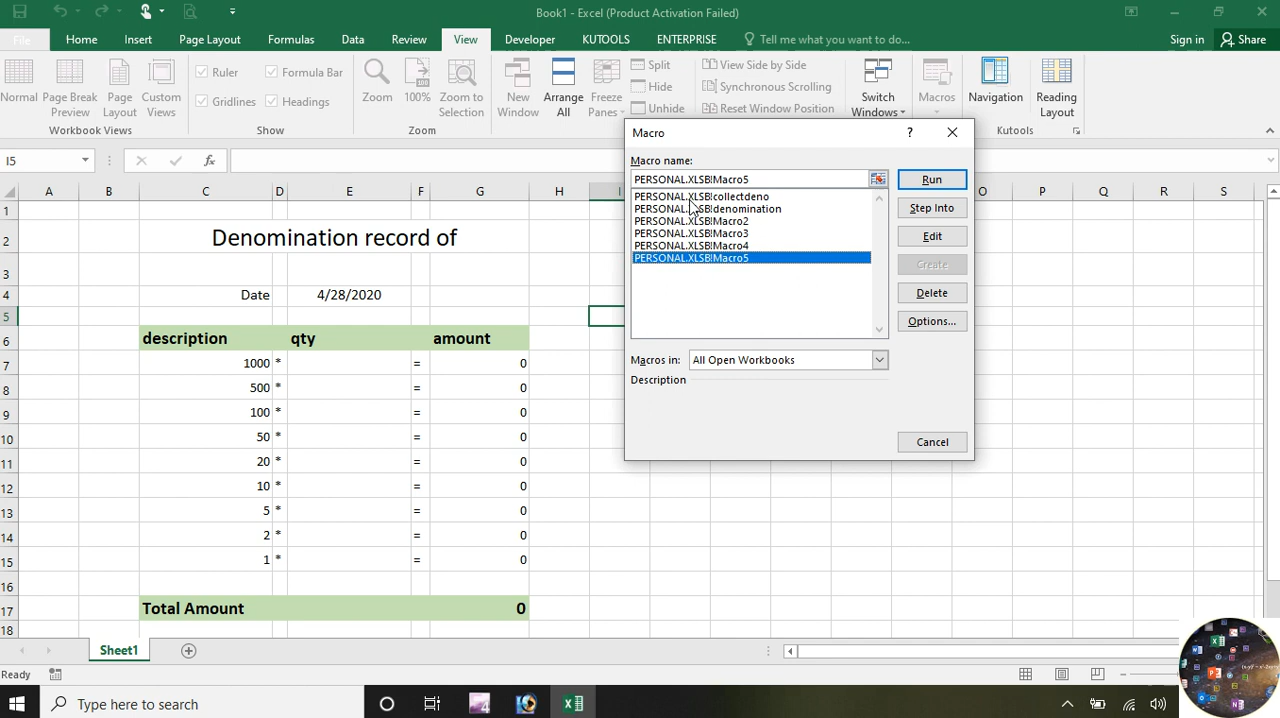 Book1 - Excel (Product Activation Failed)
File Home Insert Page Layout Formulas Data Review View Developer KUTOOLS ENTERPRISE Tell me what you want to do... Sign in Share
Normal
Page Break Preview
Page Layout
Custom Views
Workbook Views
Ruler
Formula Bar
Gridlines
Headings
Show
Zoom
100%
Zoom to Selection
Zoom
New Window
Arrange All
Freeze Panes
Split
Hide
Unhide
View Side by Side
Synchronous Scrolling
Reset Window Position
Switch Windows
Macros
Navigation
Reading Layout
Kutools
I5
fx
A B C D E F G H I O P Q R S
1
2 Denomination record of
3
4 Date 4/28/2020
5
6 description qty amount
7 1000 * = 0
8 500 * = 0
9 100 * = 0
10 50 * = 0
11 20 * = 0
12 10 * = 0
13 5 * = 0
14 2 * = 0
15 1 * = 0
16
17 Total Amount 0
18
Macro ?
Macro name:
PERSONAL.XLSB!Macro5
PERSONAL.XLSB!collectdeno
PERSONAL.XLSB!denomination
PERSONAL.XLSB!Macro2
PERSONAL.XLSB!Macro3
PERSONAL.XLSB!Macro4
PERSONAL.XLSB!Macro5
Run
Step Into
Edit
Create
Delete
Options...
Macros in: All Open Workbooks
Description
Cancel
Sheet1
Ready
Type here to search